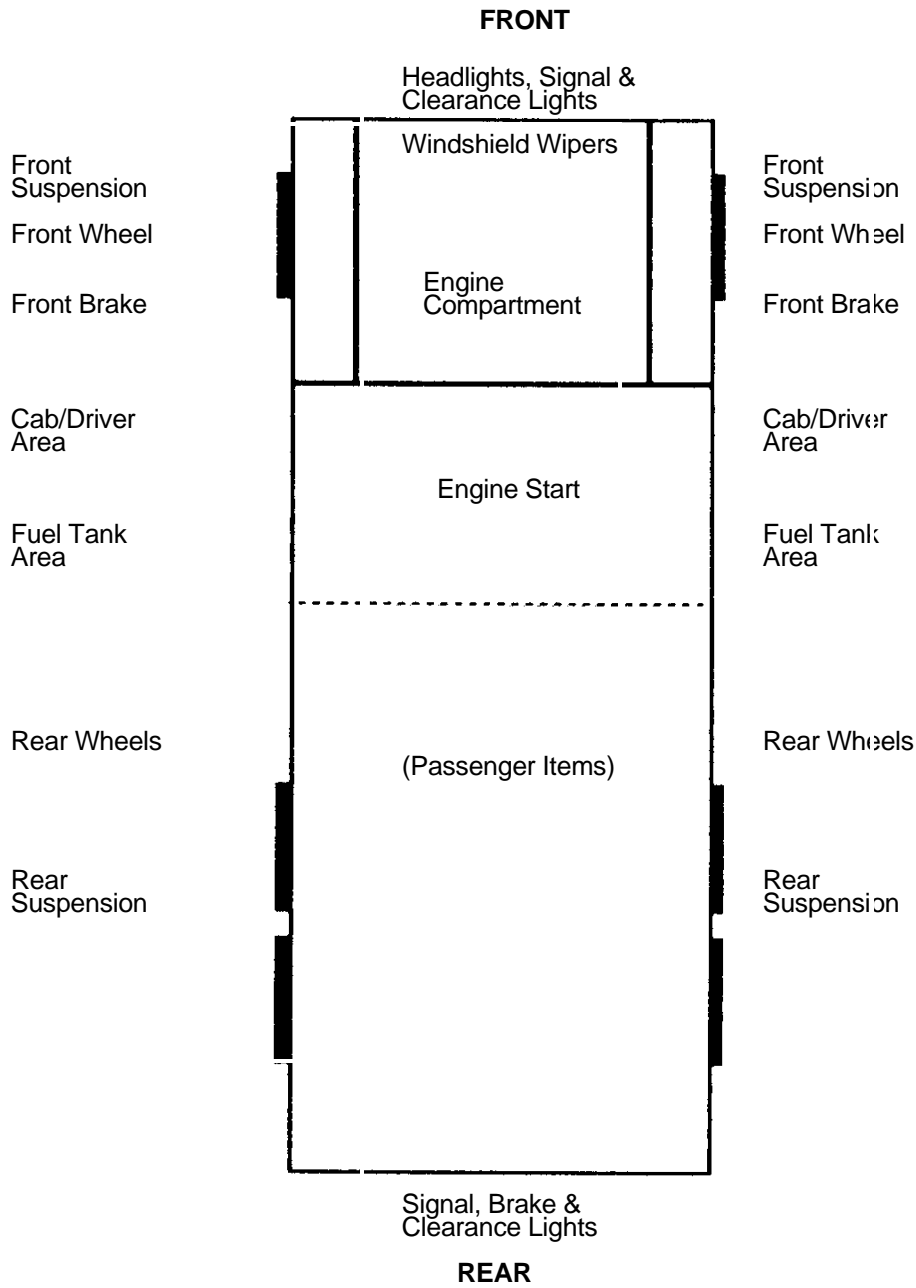 FRONT
Headlights, Signal &
Clearance Lights
Windshield Wipers
Front
Suspension
Front
Suspension
Front Wheel
Front Wheel
Engine
Compartment
Front Brake
Front Brake
Cab/Driver
Area
Cab/Driver
Area
Engine Start
Fuel Tank
Area
Fuel Tank
Area
Rear Wheels
Rear Wheels
(Passenger Items)
Rear
Suspension
Rear
Suspension
Signal, Brake &
Clearance Lights
REAR